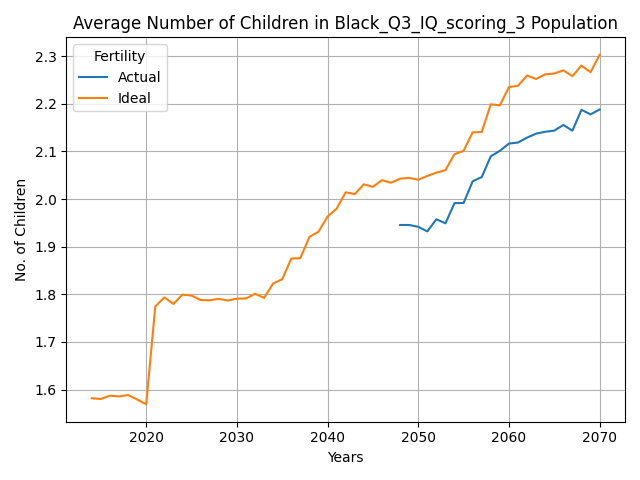 Average Number of Children in Black_Q3_IQ_scoring_3 Population
Fertility
Actual
Ideal
No. of Children
2.3
2.2
2.1
2.0
1.9
1.8
1.7
1.6
2020 2030 2040 2050 2060 2070
Years